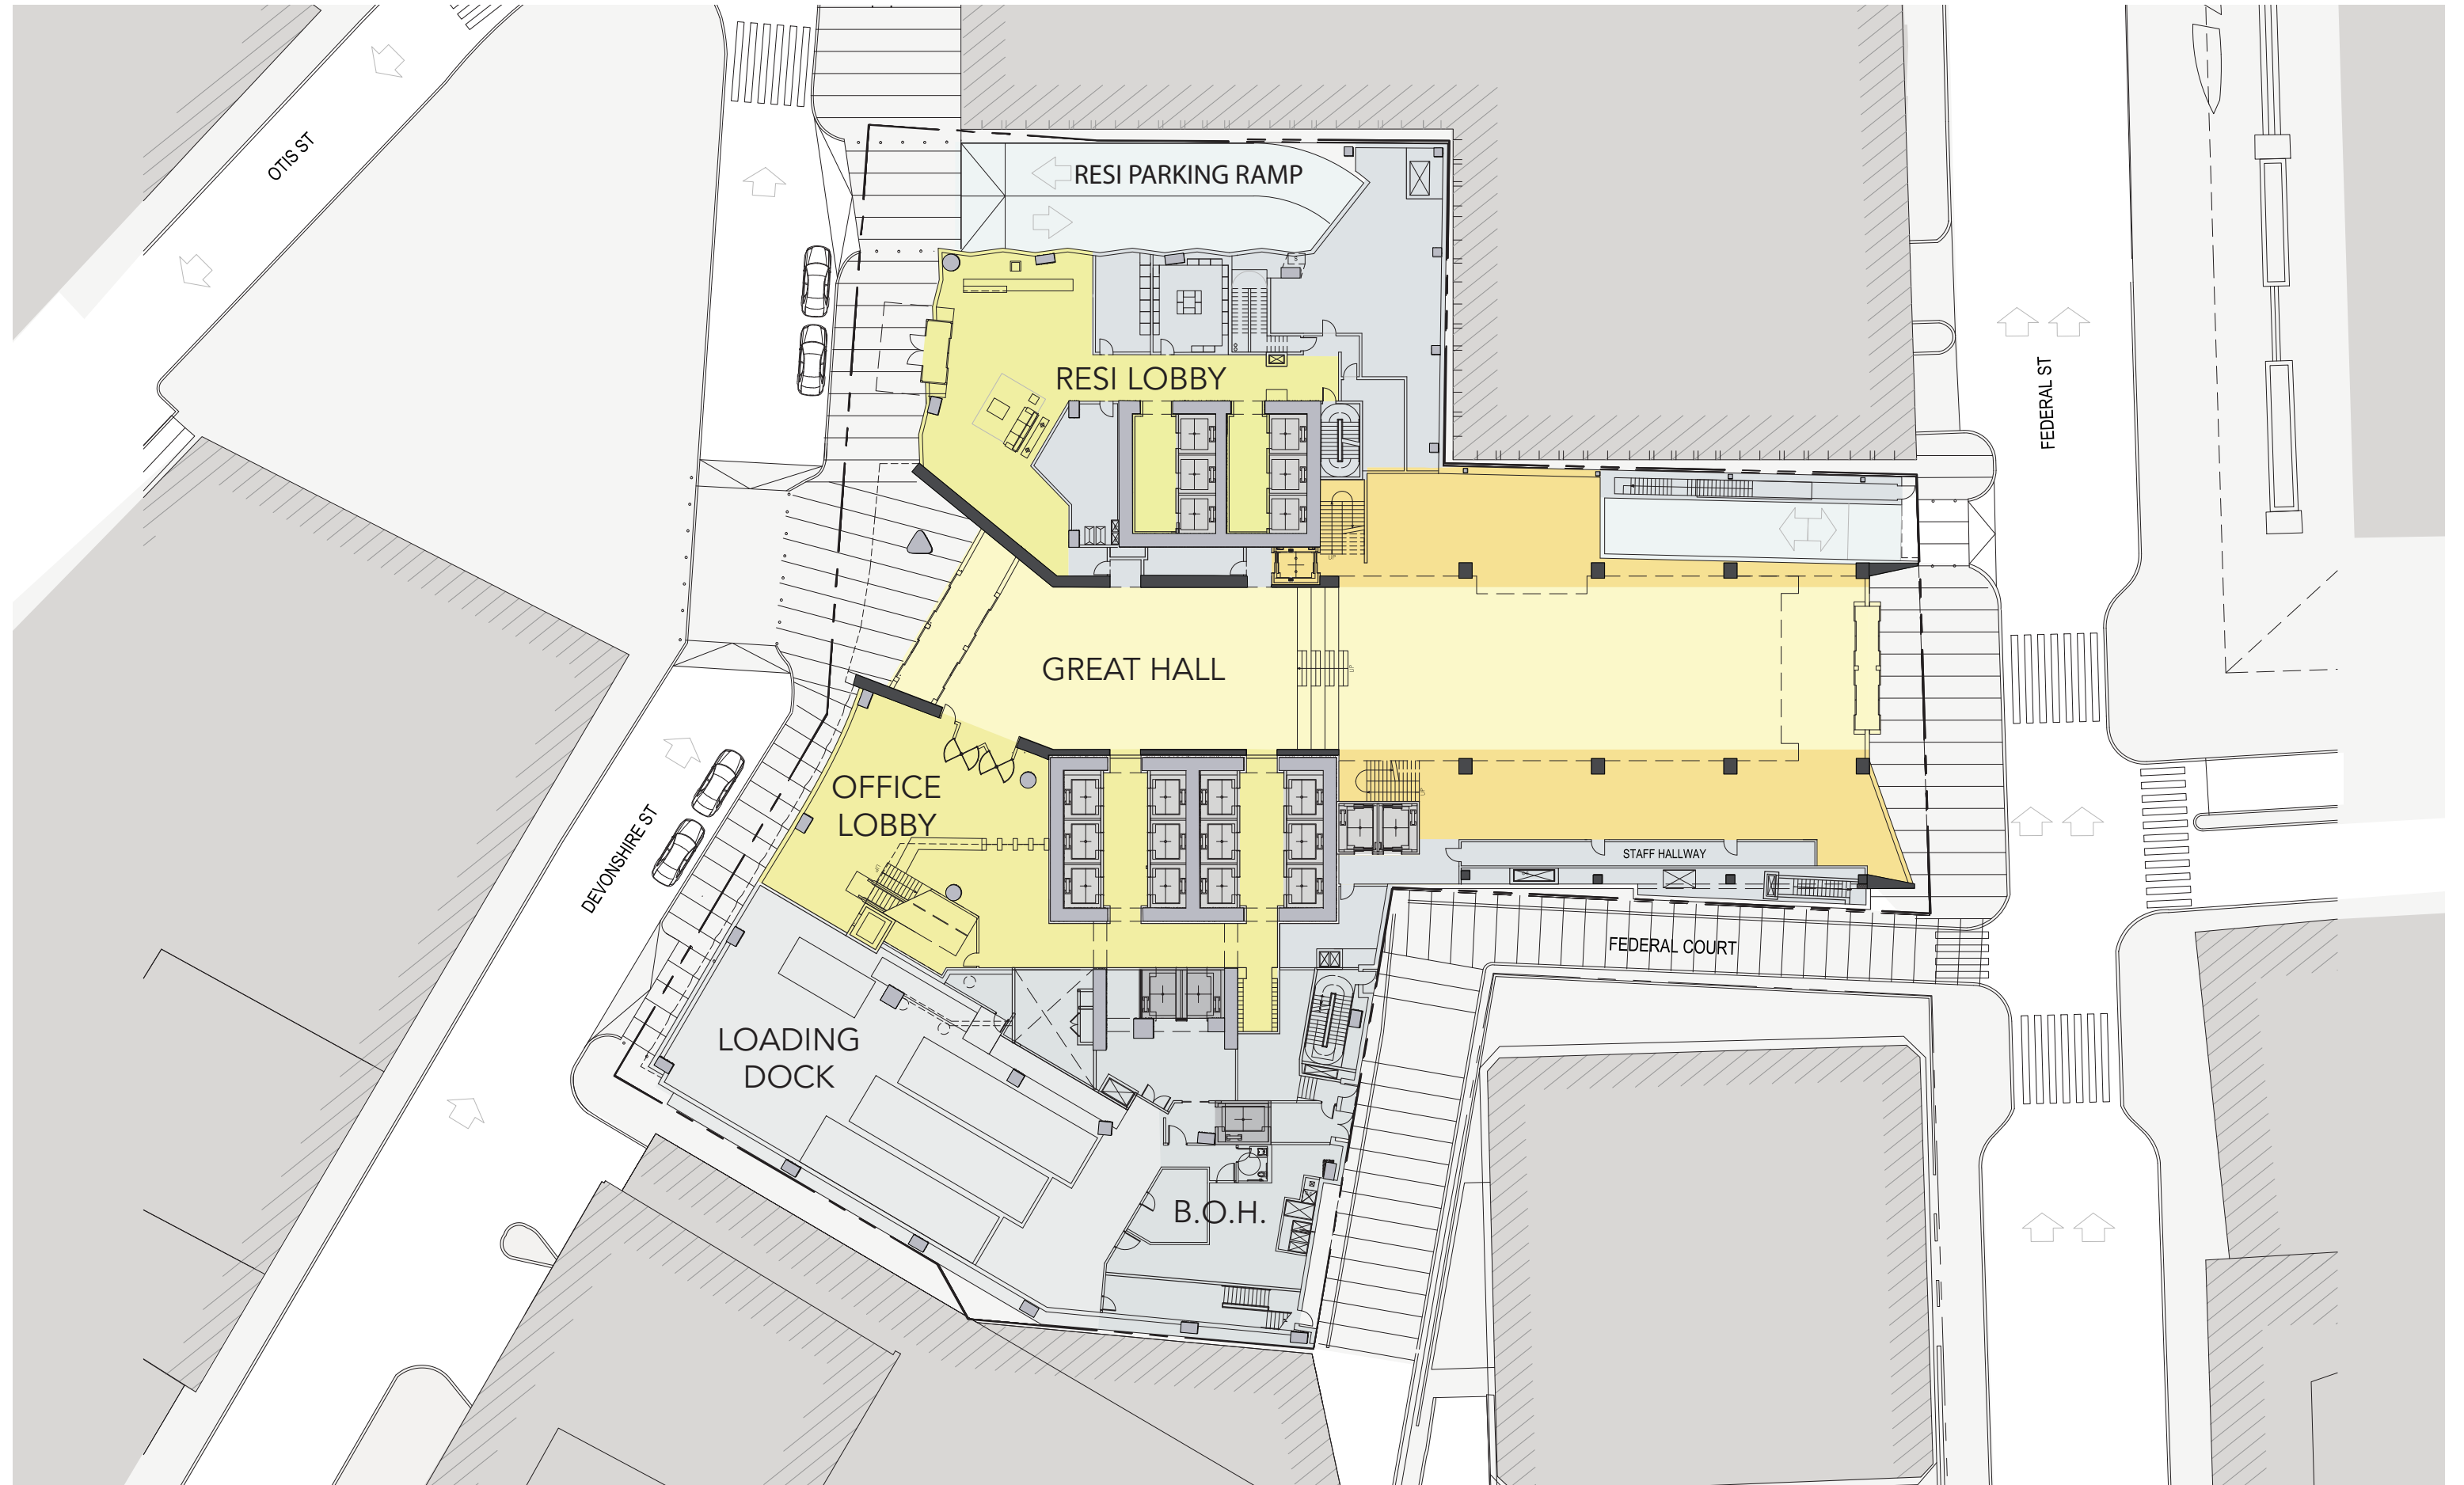 OTIS ST
RESI PARKING RAMP
RESI LOBBY
FEDERAL ST
GREAT HALL
OFFICE
LOBBY
DEVONSHIRE ST
STAFF HALLWAY
FEDERAL COURT
LOADING
DOCK
B.O.H.